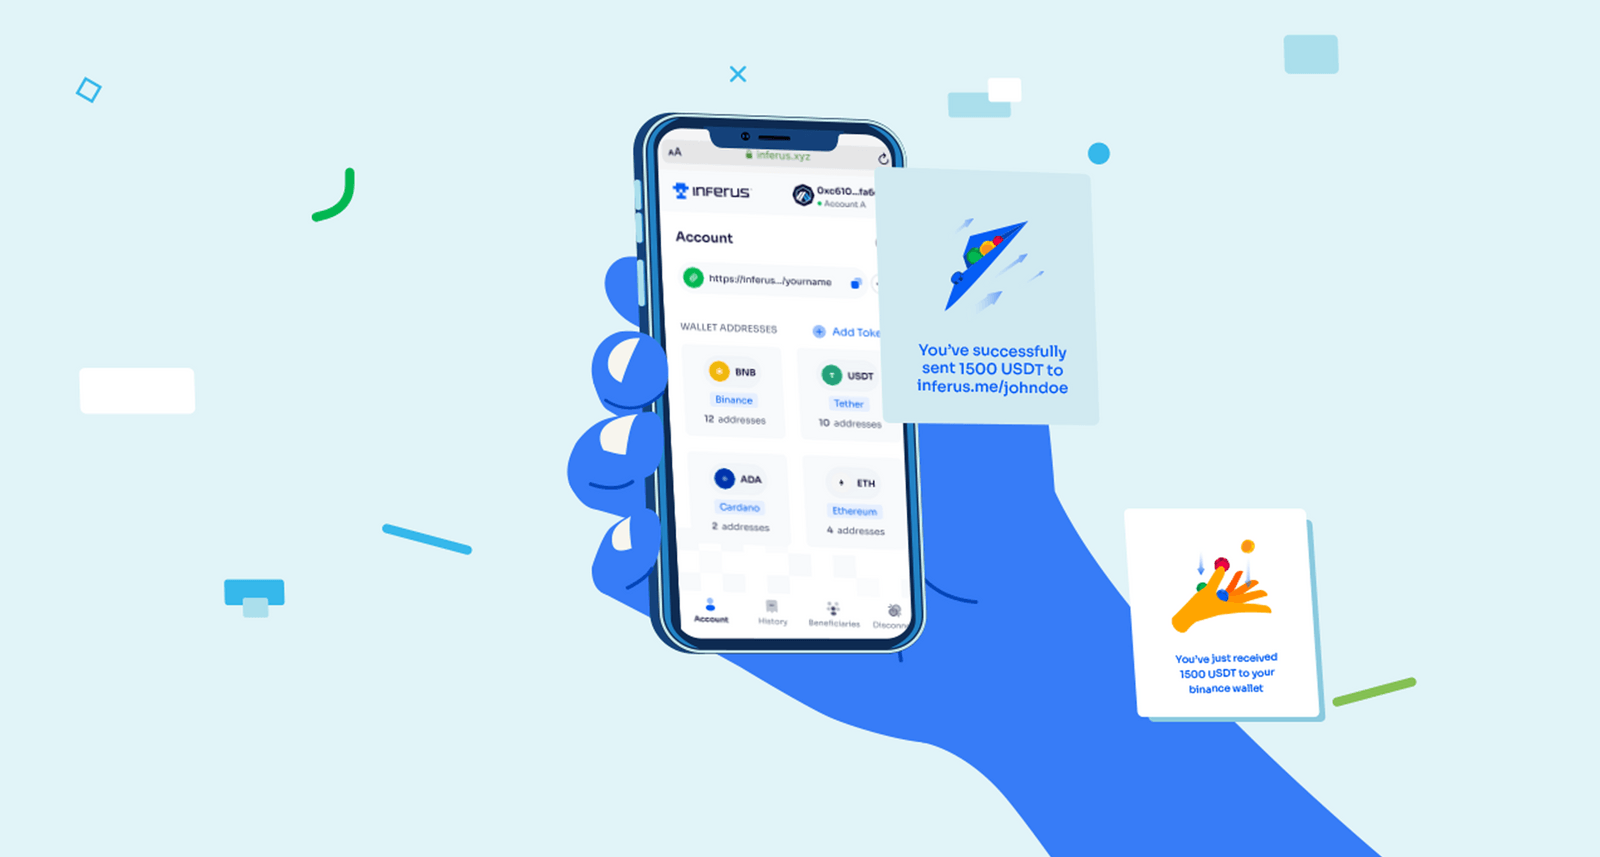 AA
inferus.xyz
INFERUS
0xc610...fa6
Account A
Account
https://inferus.../yourname
WALLET ADDRESSES
Add Toke
BNB
USDT
Binance
Tether
12 addresses
10 addresses
ADA
ETH
Cardano
Ethereum
2 addresses
4 addresses
Account
History
Beneficiaries
Disconn
You've successfully
sent 1500 USDT to
inferus.me/johndoe
You've just received
1500 USDT to your
binance wallet